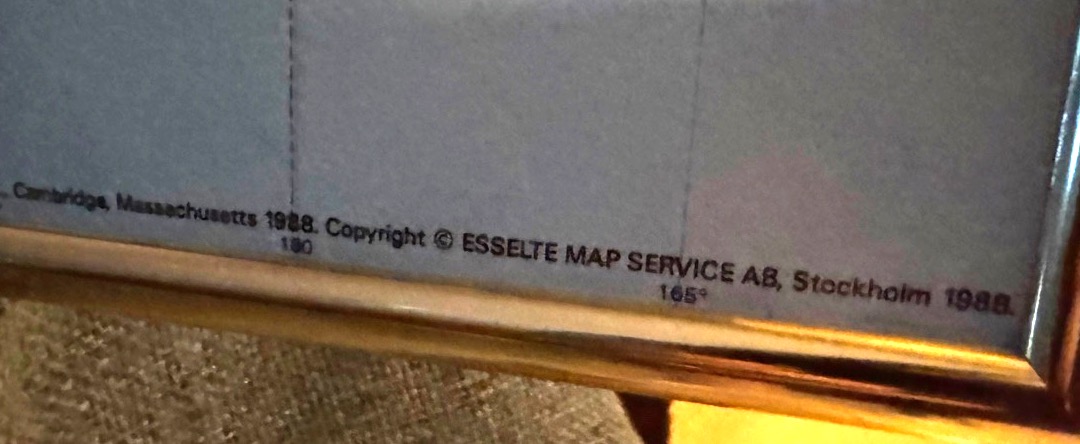 Cambridge, Massachusetts 1988. Copyright © ESSELTE MAP SERVICE AB, Stockholm 1988.
180
165°